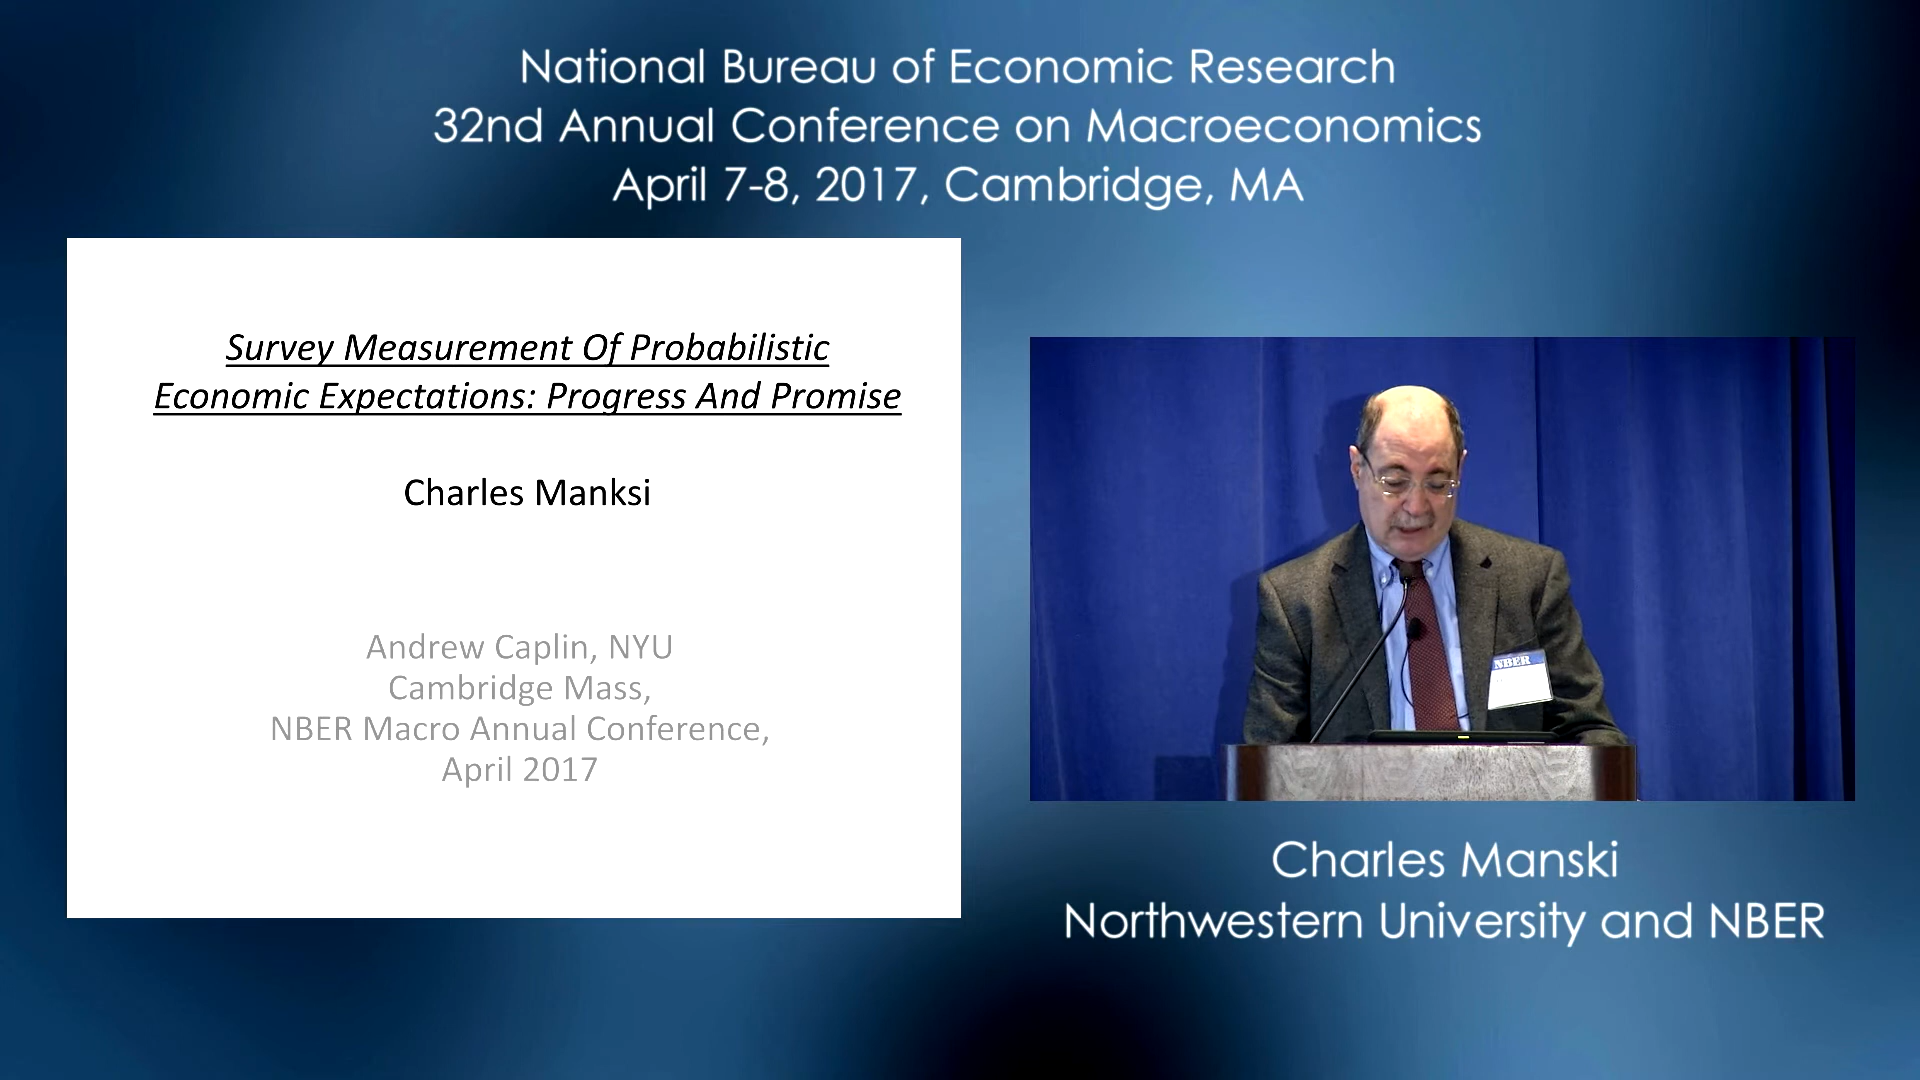 National Bureau of Economic Research
32nd Annual Conference on Macroeconomics
April 7-8, 2017, Cambridge, MA
Survey Measurement Of Probabilistic
Economic Expectations: Progress And Promise
Charles Manksi
Andrew Caplin, NYU
Cambridge Mass,
NBER Macro Annual Conference,
April 2017
NBER
Charles Manski
Northwestern University and NBER